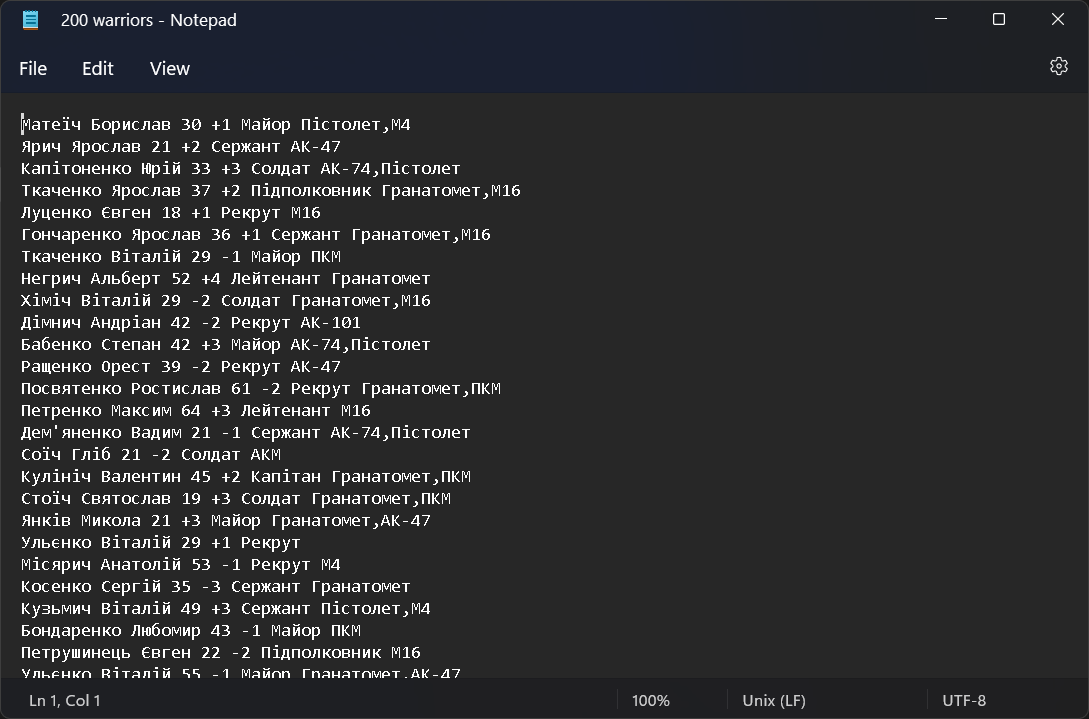 200 warriors - Notepad
File Edit View
Матеїч Борислав 30 +1 Майор Пістолет,М4
Ярич Ярослав 21 +2 Сержант АК-47
Капітоненко Юрій 33 +3 Солдат АК-74,Пістолет
Ткаченко Ярослав 37 +2 Підполковник Гранатомет,М16
Луценко Євген 18 +1 Рекрут М16
Гончаренко Ярослав 36 +1 Сержант Гранатомет,М16
Ткаченко Віталій 29 -1 Майор ПКМ
Негрич Альберт 52 +4 Лейтенант Гранатомет
Хіміч Віталій 29 -2 Солдат Гранатомет,М16
Дімнич Андріан 42 -2 Рекрут АК-101
Бабенко Степан 42 +3 Майор АК-74,Пістолет
Ращенко Орест 39 -2 Рекрут АК-47
Посвятенко Ростислав 61 -2 Рекрут Гранатомет,ПКМ
Петренко Максим 64 +3 Лейтенант М16
Дем'яненко Вадим 21 -1 Сержант АК-74,Пістолет
Соїч Гліб 21 -2 Солдат АКМ
Кулініч Валентин 45 +2 Капітан Гранатомет,ПКМ
Стоїч Святослав 19 +3 Солдат Гранатомет,ПКМ
Янків Микола 21 +3 Майор Гранатомет,АК-47
Ульєнко Віталій 29 +1 Рекрут
Місярич Анатолій 53 -1 Рекрут М4
Косенко Сергій 35 -3 Сержант Гранатомет
Кузьмич Віталій 49 +3 Сержант Пістолет,М4
Бондаренко Любомир 43 -1 Майор ПКМ
Петрушинець Євген 22 -2 Підполковник М16
Ульєнко Віталій 55 -1 Майор Гранатомет,АК-47
Ln 1, Col 1 100% Unix (LF) UTF-8